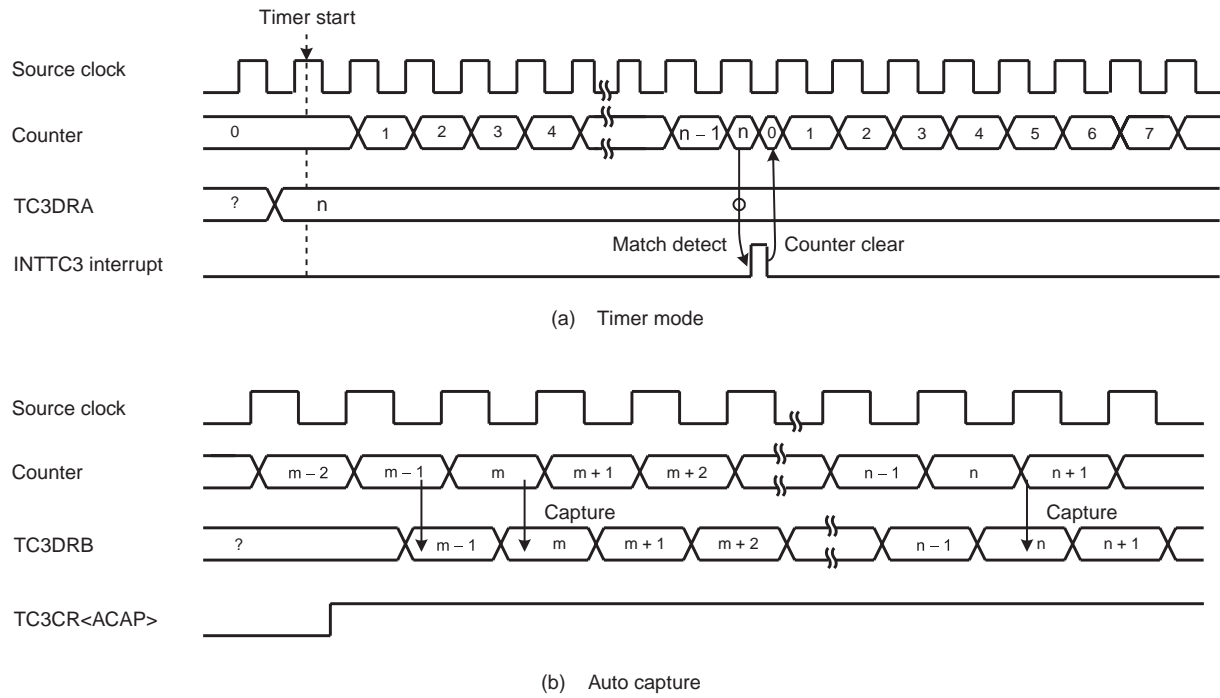 Timer start
Source clock
Counter 0 1 2 3 4 n – 1 n 0 1 2 3 4 5 6 7
TC3DRA ? n
Match detect Counter clear
INTTC3 interrupt
(a) Timer mode
Source clock
Counter m – 2 m – 1 m m + 1 m + 2 n – 1 n n + 1
Capture Capture
TC3DRB ? m – 1 m m + 1 m + 2 n – 1 n n + 1
TC3CR<ACAP>
(b) Auto capture